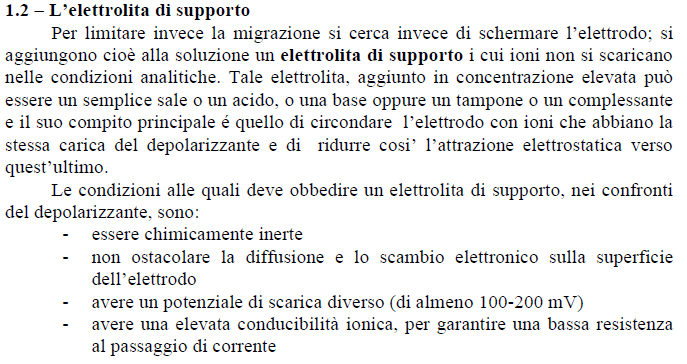 1.2 – L'elettrolita di supporto
Per limitare invece la migrazione si cerca invece di schermare l'elettrodo; si
aggiungono cioè alla soluzione un elettrolita di supporto i cui ioni non si scaricano
nelle condizioni analitiche. Tale elettrolita, aggiunto in concentrazione elevata può
essere un semplice sale o un acido, o una base oppure un tampone o un complessante
e il suo compito principale é quello di circondare l'elettrodo con ioni che abbiano la
stessa carica del depolarizzante e di ridurre cosi' l'attrazione elettrostatica verso
quest'ultimo.
Le condizioni alle quali deve obbedire un elettrolita di supporto, nei confronti
del depolarizzante, sono:
- essere chimicamente inerte
- non ostacolare la diffusione e lo scambio elettronico sulla superficie
dell'elettrodo
- avere un potenziale di scarica diverso (di almeno 100-200 mV)
- avere una elevata conducibilità ionica, per garantire una bassa resistenza
al passaggio di corrente